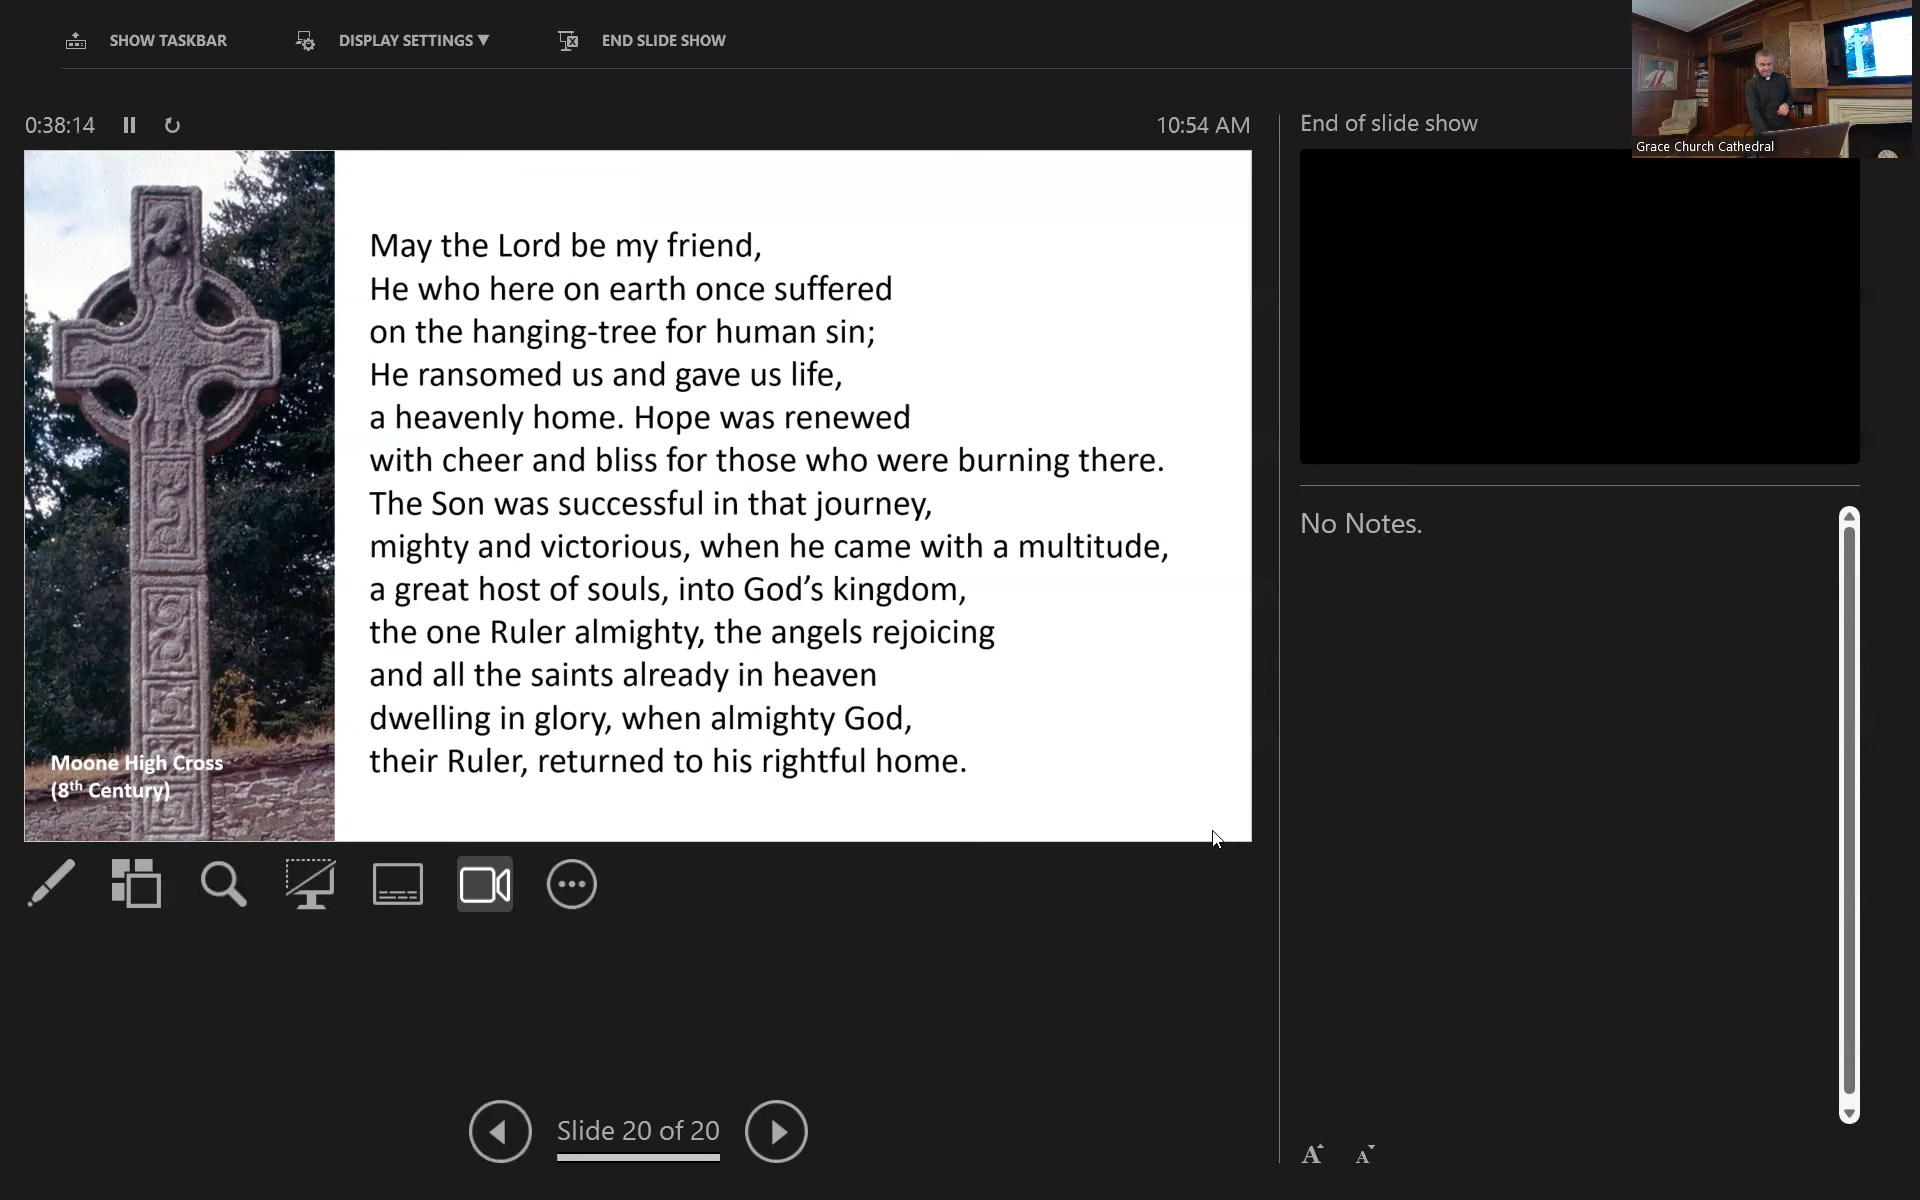 SHOW TASKBAR
DISPLAY SETTINGS ▼
END SLIDE SHOW
Grace Church Cathedral
0:38:14
10:54 AM
End of slide show
May the Lord be my friend,
He who here on earth once suffered
on the hanging-tree for human sin;
He ransomed us and gave us life,
a heavenly home. Hope was renewed
with cheer and bliss for those who were burning there.
The Son was successful in that journey,
mighty and victorious, when he came with a multitude,
a great host of souls, into God’s kingdom,
the one Ruler almighty, the angels rejoicing
and all the saints already in heaven
dwelling in glory, when almighty God,
their Ruler, returned to his rightful home.
Moone High Cross
(8th Century)
No Notes.
Slide 20 of 20
A A